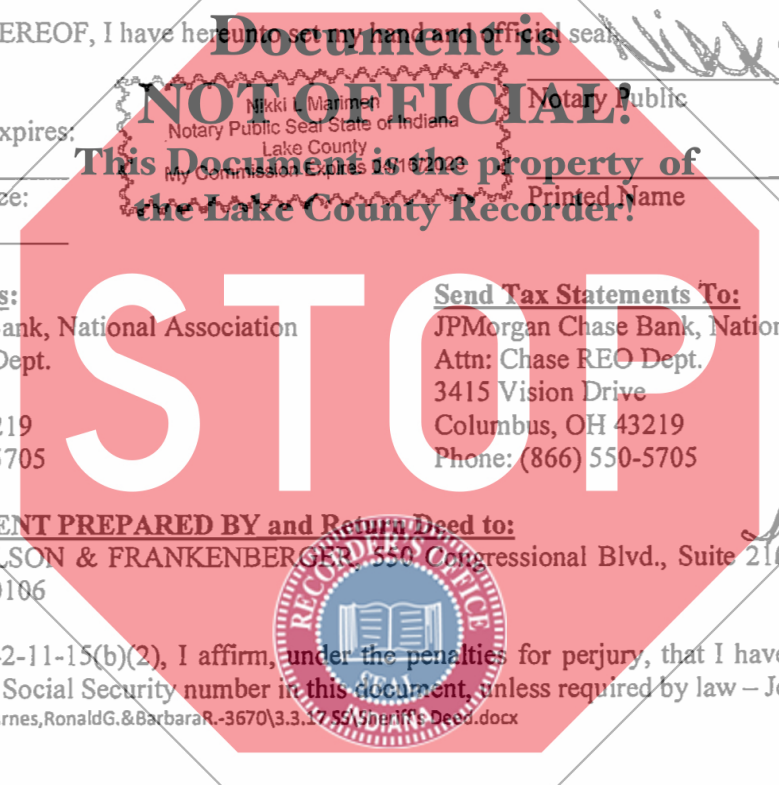 EREOF, I have hereunto set my hand and official seal.
Document is
NOT OFFICIAL!
This Document is the property of
the Lake County Recorder!
Nikki L Marimen
Notary Public Seal State of Indiana
Lake County
My Commission Expires
Notary Public
xpires:
ce:
Printed Name
STOP
s:
ank, National Association
Dept.
219
5705
Send Tax Statements To:
JPMorgan Chase Bank, Nation
Attn: Chase REO Dept.
3415 Vision Drive
Columbus, OH 43219
Phone: (866) 550-5705
ENT PREPARED BY and Return Deed to:
LSON & FRANKENBERGER, 550 Congressional Blvd., Suite 21
0106
2-11-15(b)(2), I affirm, under the penalties for perjury, that I have
Social Security number in this document, unless required by law – J
rnes,RonaldG.&BarbaraR.-3670\3.3.17 SS\Sheriff's Deed.docx
RECORDER'S OFFICE
SEAL
INDIANA